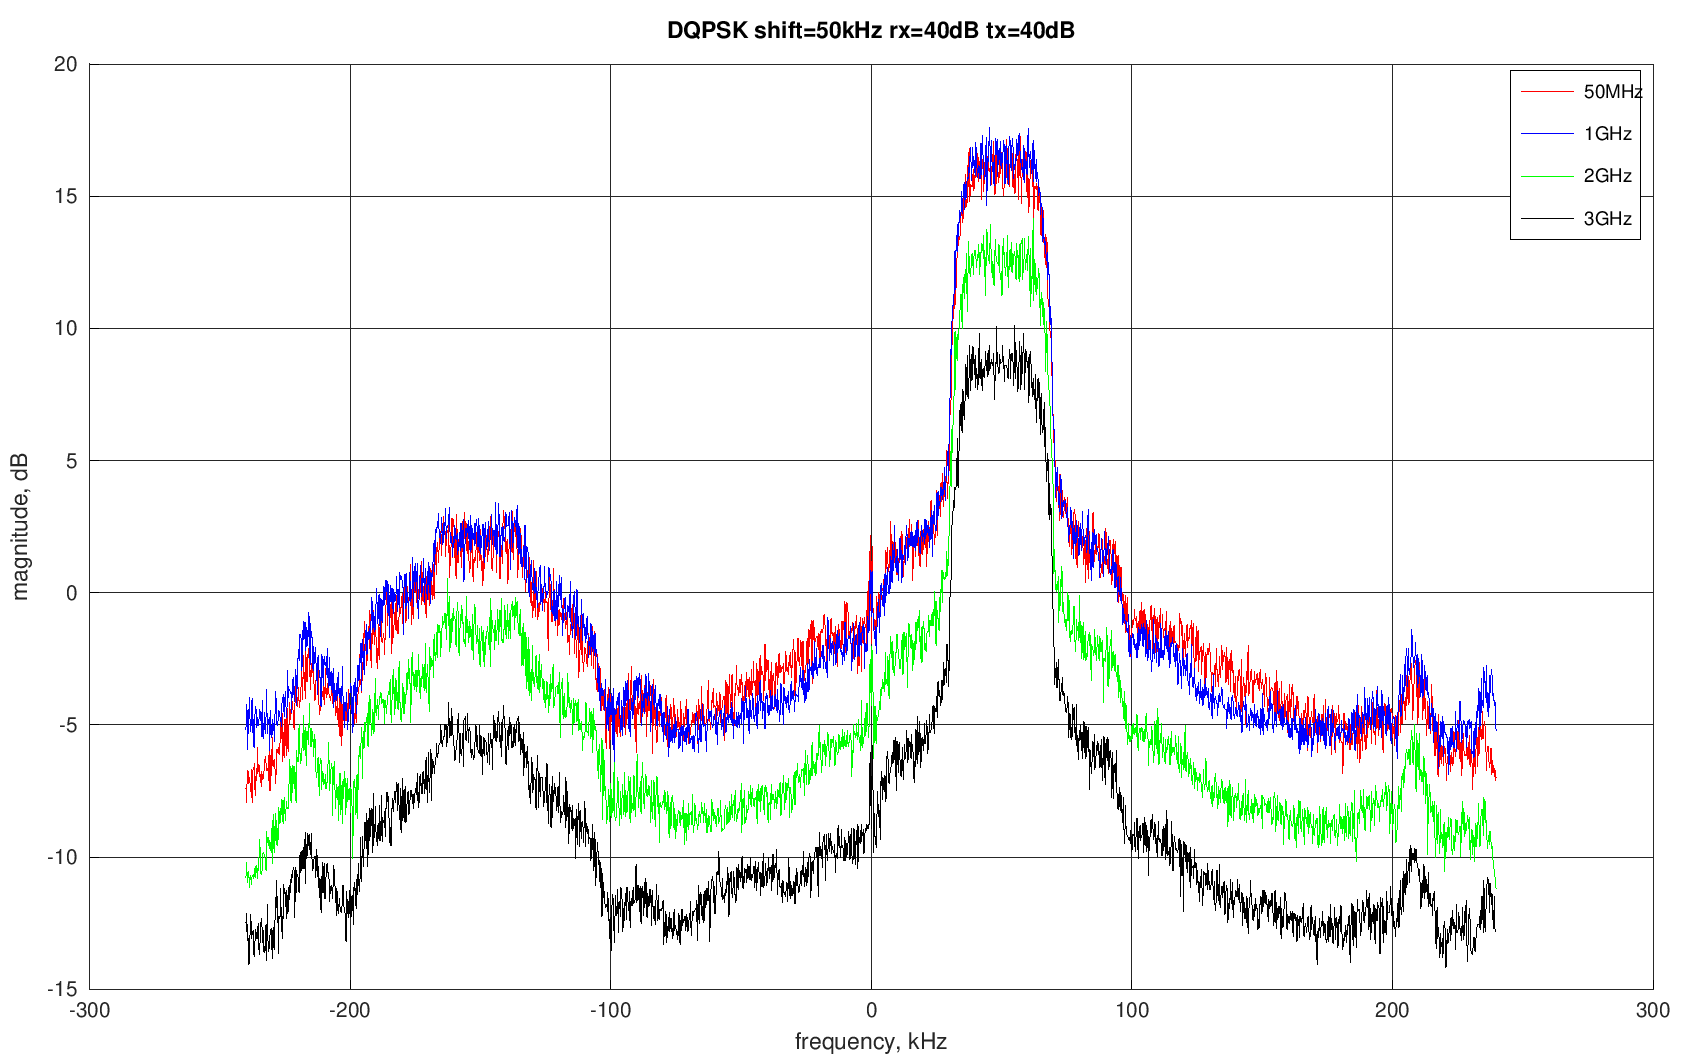 DQPSK shift=50kHz rx=40dB tx=40dB
20
15
10
5
0
-5
-10
-15
magnitude, dB
50MHz
1GHz
2GHz
3GHz
-300
-200
-100
0
100
200
300
frequency, kHz